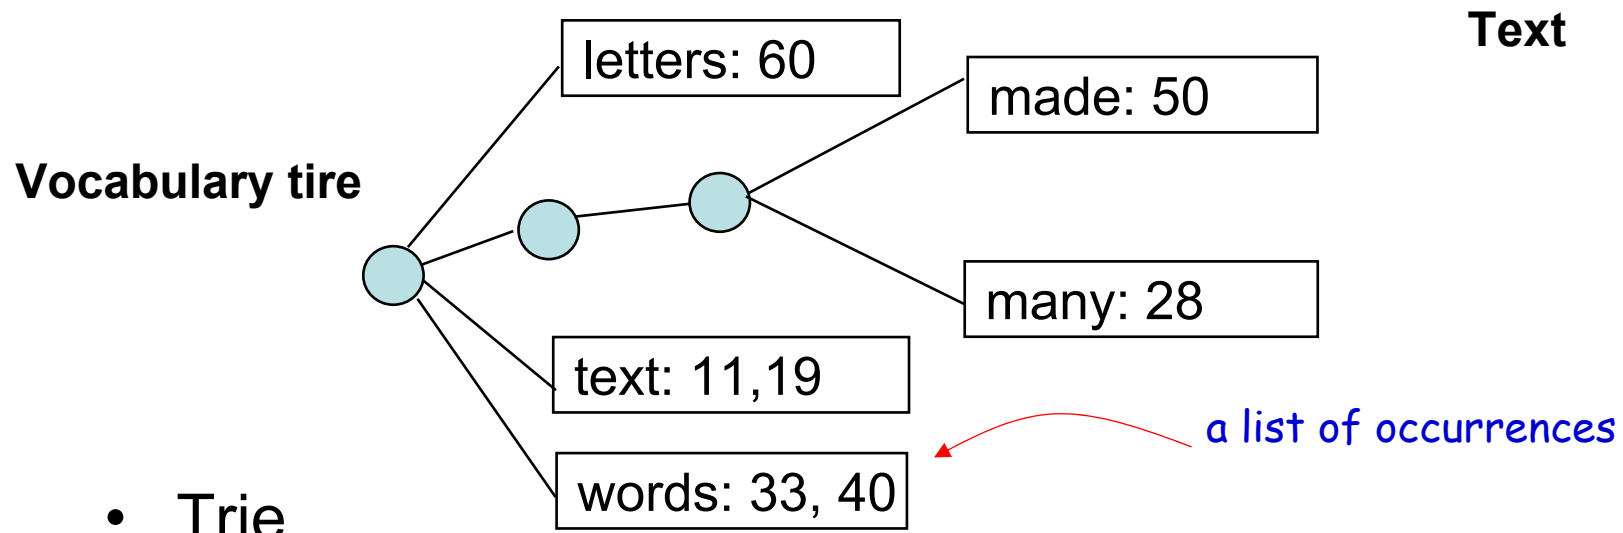 Text
letters: 60
made: 50
Vocabulary tire
many: 28
text: 11,19
a list of occurrences
words: 33, 40
• Trie